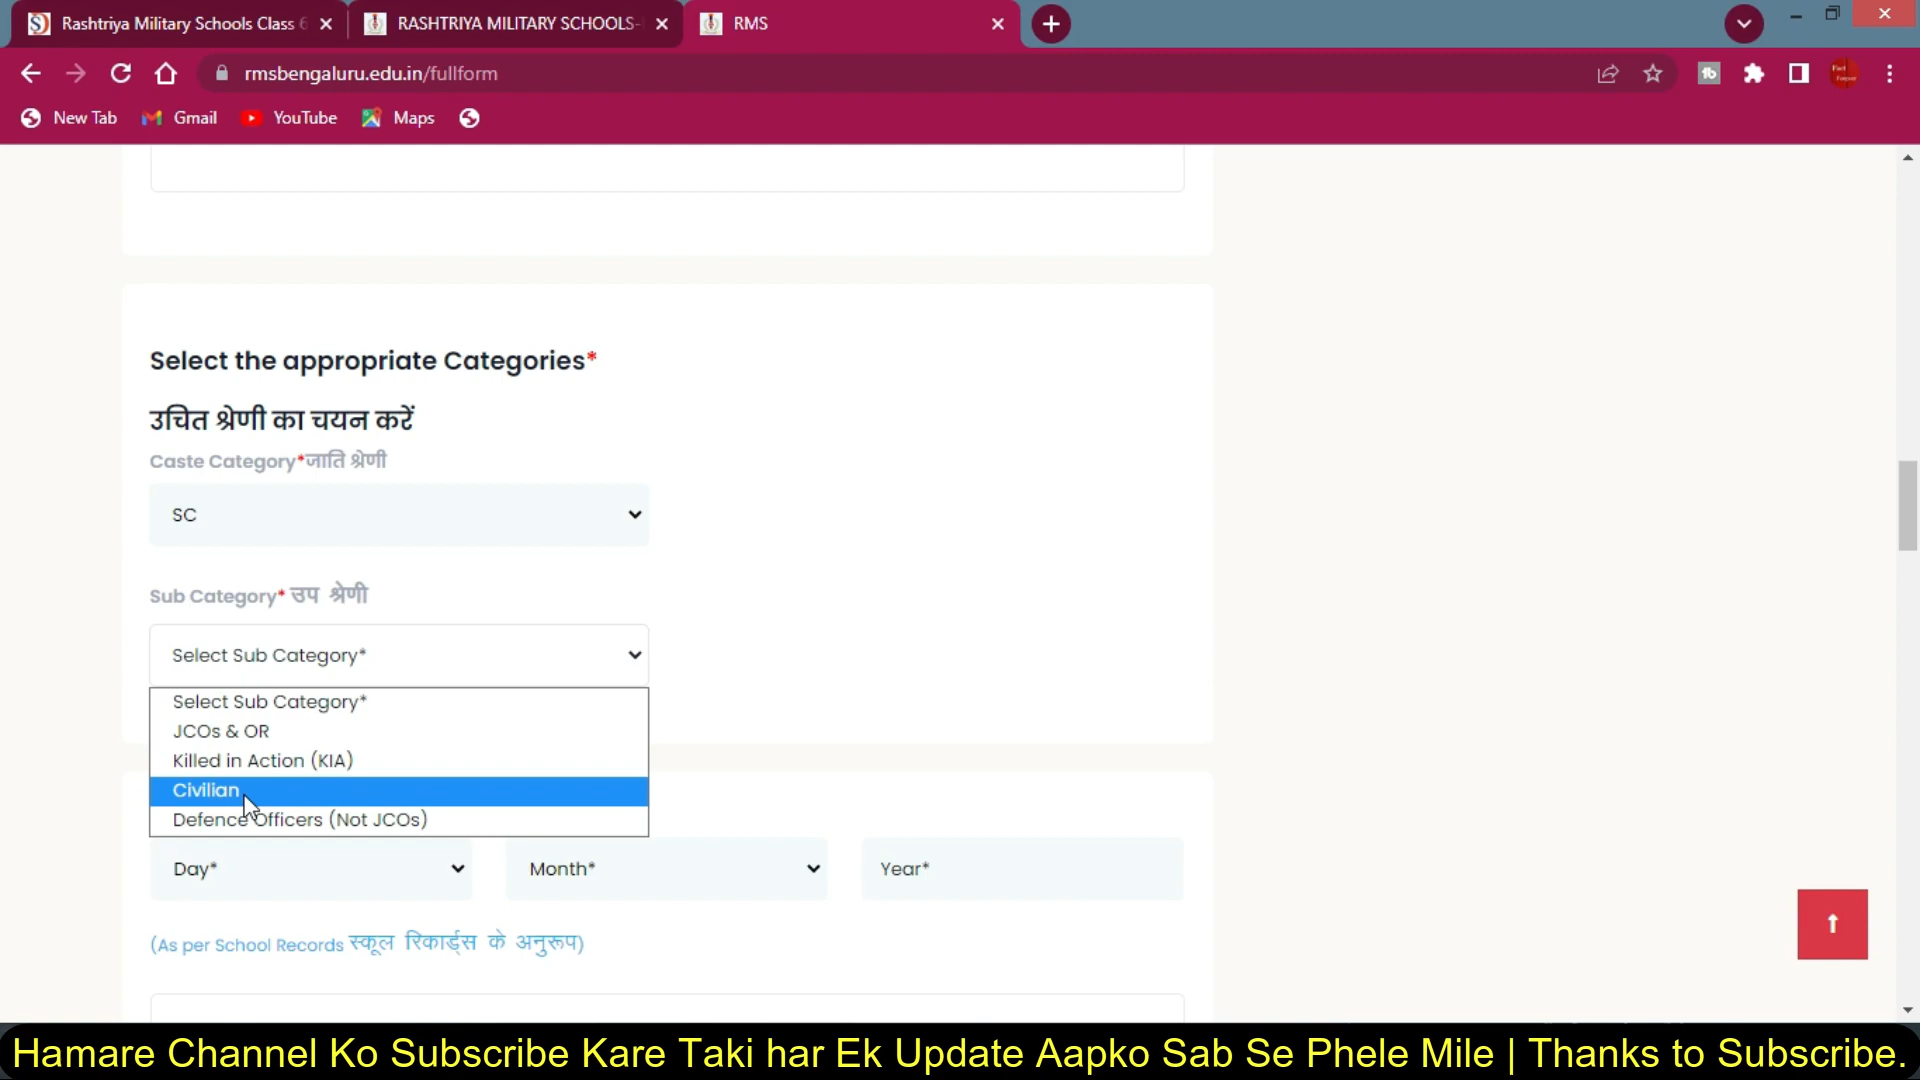 Rashtriya Military Schools Class 6
RASHTRIYA MILITARY SCHOOLS-
RMS
rmsbengaluru.edu.in/fullform
New Tab
Gmail
YouTube
Maps
Select the appropriate Categories*
उचित श्रेणी का चयन करें
Caste Category*जाति श्रेणी
SC
Sub Category* उप श्रेणी
Select Sub Category*
Select Sub Category*
JCOs & OR
Killed in Action (KIA)
Civilian
Defence Officers (Not JCOs)
Day*
Month*
Year*
(As per School Records स्कूल रिकार्ड्स के अनुरूप)
Hamare Channel Ko Subscribe Kare Taki har Ek Update Aapko Sab Se Phele Mile | Thanks to Subscribe.